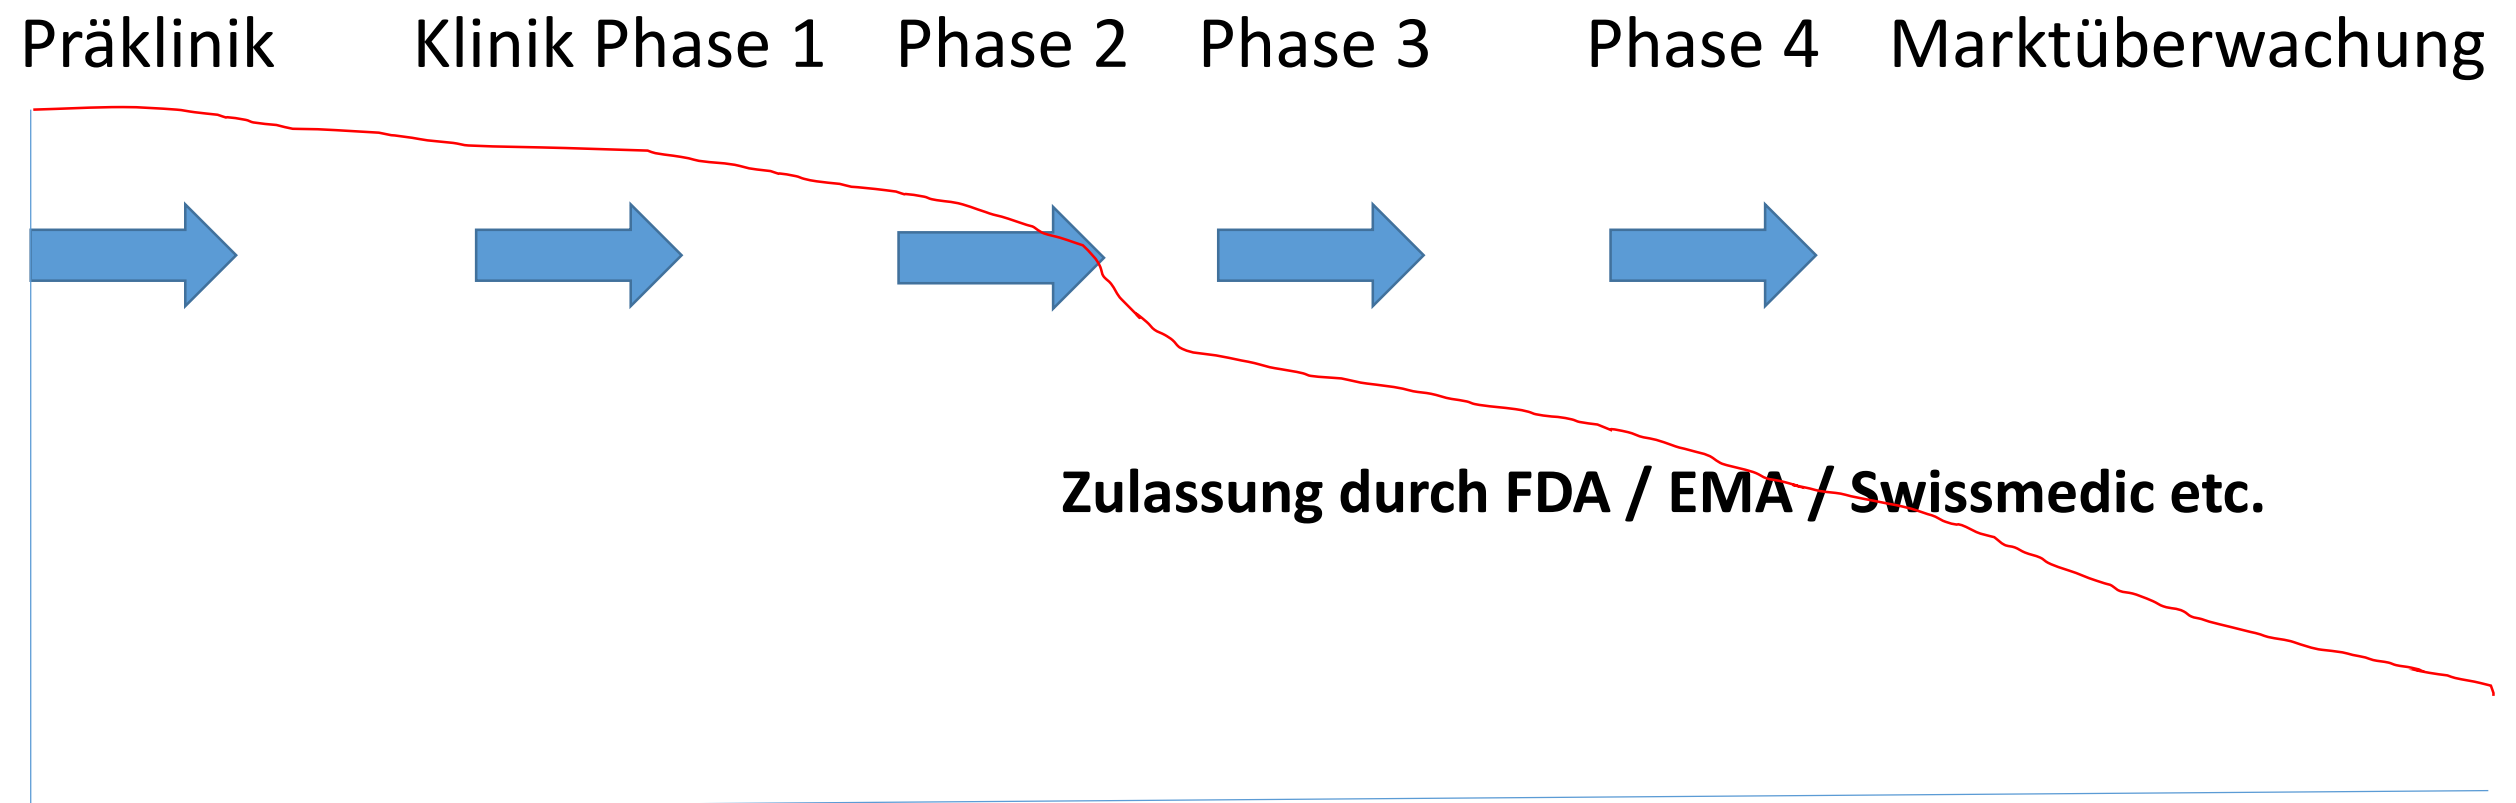 Präklinik Klinik Phase 1 Phase 2 Phase 3 Phase 4 Marktüberwachung
Zulassung durch FDA / EMA / Swissmedic etc.